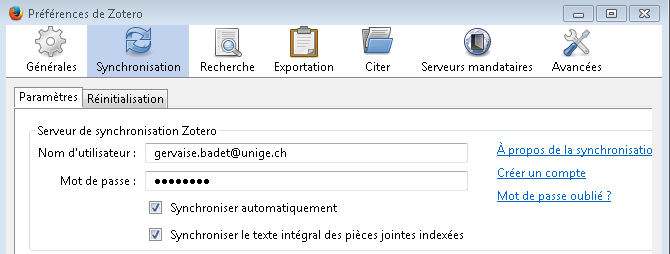 Préférences de Zotero
Générales Synchronisation Recherche Exportation Citer Serveurs mandataires Avancées
Paramètres Réinitialisation
Serveur de synchronisation Zotero
Nom d'utilisateur : gervaise.badet@unige.ch À propos de la synchronisatio
Créer un compte
Mot de passe : ●●●●●●●●
Mot de passe oublié ?
Synchroniser automatiquement
Synchroniser le texte intégral des pièces jointes indexées